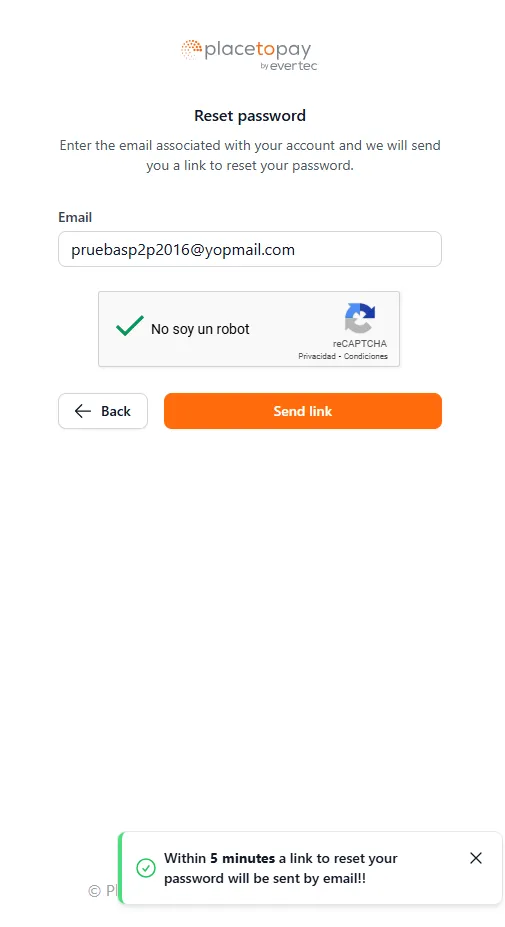 placetopay
by evertec
Reset password
Enter the email associated with your account and we will send
you a link to reset your password.
Email
pruebasp2p2016@yopmail.com
No soy un robot
reCAPTCHA
Privacidad - Condiciones
Back
Send link
Within 5 minutes a link to reset your
password will be sent by email!!
©